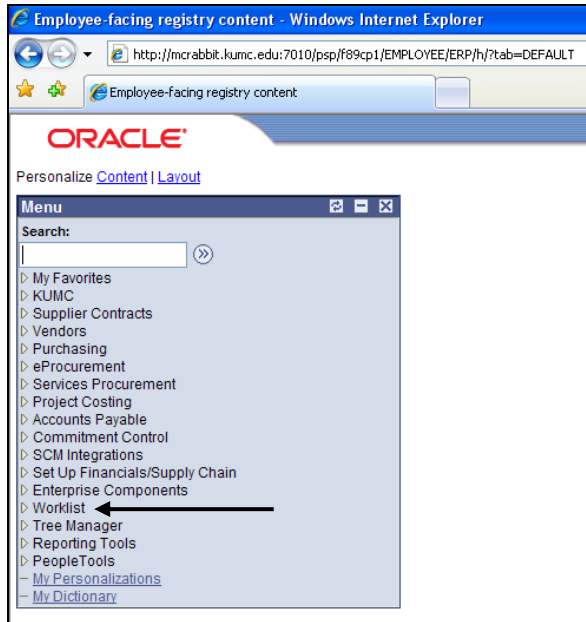 Employee-facing registry content - Windows Internet Explorer
http://mcrabbit.kumc.edu:7010/psp/f89cp1/EMPLOYEE/ERP/h/?tab=DEFAULT
Employee-facing registry content
ORACLE
Personalize Content | Layout
Menu
Search:
My Favorites
KUMC
Supplier Contracts
Vendors
Purchasing
eProcurement
Services Procurement
Project Costing
Accounts Payable
Commitment Control
SCM Integrations
Set Up Financials/Supply Chain
Enterprise Components
Worklist
Tree Manager
Reporting Tools
PeopleTools
My Personalizations
My Dictionary